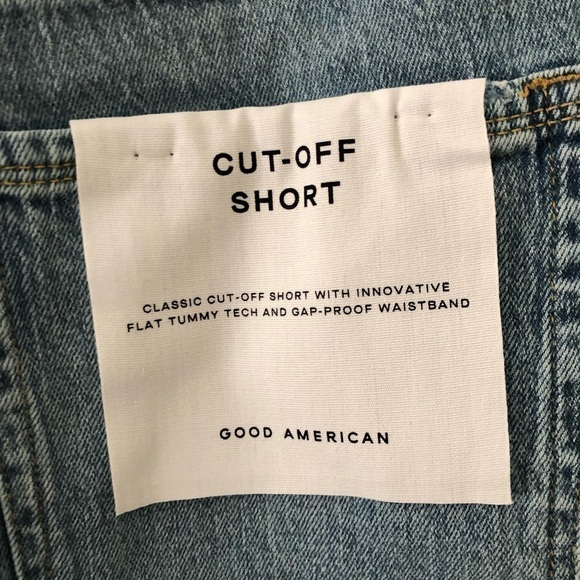 CUT-OFF
SHORT
CLASSIC CUT-OFF SHORT WITH INNOVATIVE
FLAT TUMMY TECH AND GAP-PROOF WAISTBAND
GOOD AMERICAN